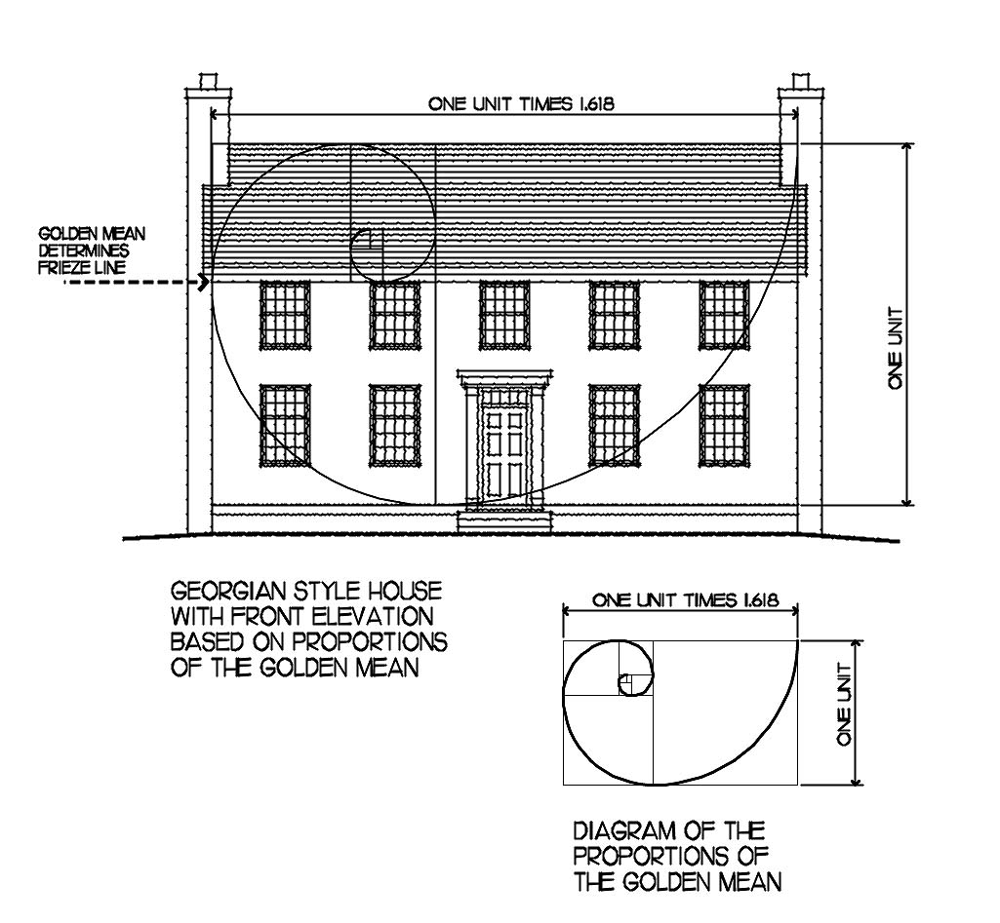 ONE UNIT TIMES 1.618
GOLDEN MEAN
DETERMINES
FRIEZE LINE
ONE UNIT
GEORGIAN STYLE HOUSE
WITH FRONT ELEVATION
BASED ON PROPORTIONS
OF THE GOLDEN MEAN
ONE UNIT TIMES 1.618
ONE UNIT
DIAGRAM OF THE
PROPORTIONS OF
THE GOLDEN MEAN